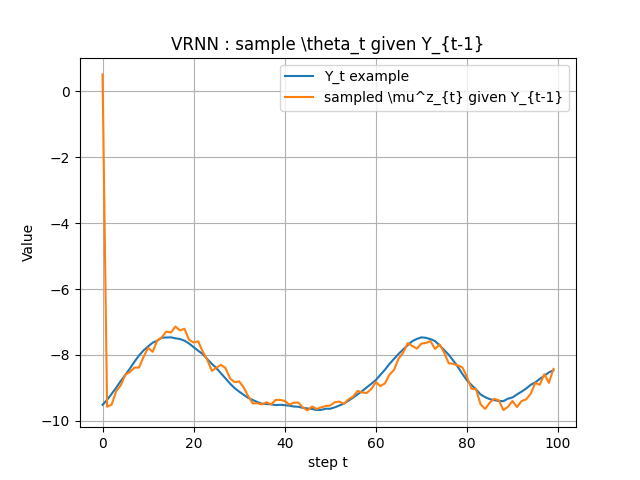 VRNN : sample \theta_t given Y_{t-1}
Y_t example
sampled \mu^z_{t} given Y_{t-1}
Value
0
−2
−4
−6
−8
−10
0 20 40 60 80 100
step t